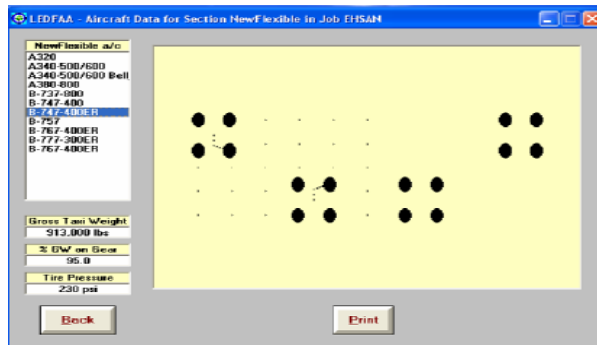 LEDFAA - Aircraft Data for Section NewFlexible in Job EHSAN
NewFlexible a/c
A320
A340-500/600
A340-500/600 Bell
A380-800
B-737-800
B-747-400
B-747-400ER
B-757
B-767-400ER
B-777-300ER
B-767-400ER
Gross Taxi Weight
913,000 lbs
% GW on Gear
95.0
Tire Pressure
230 psi
Back
Print